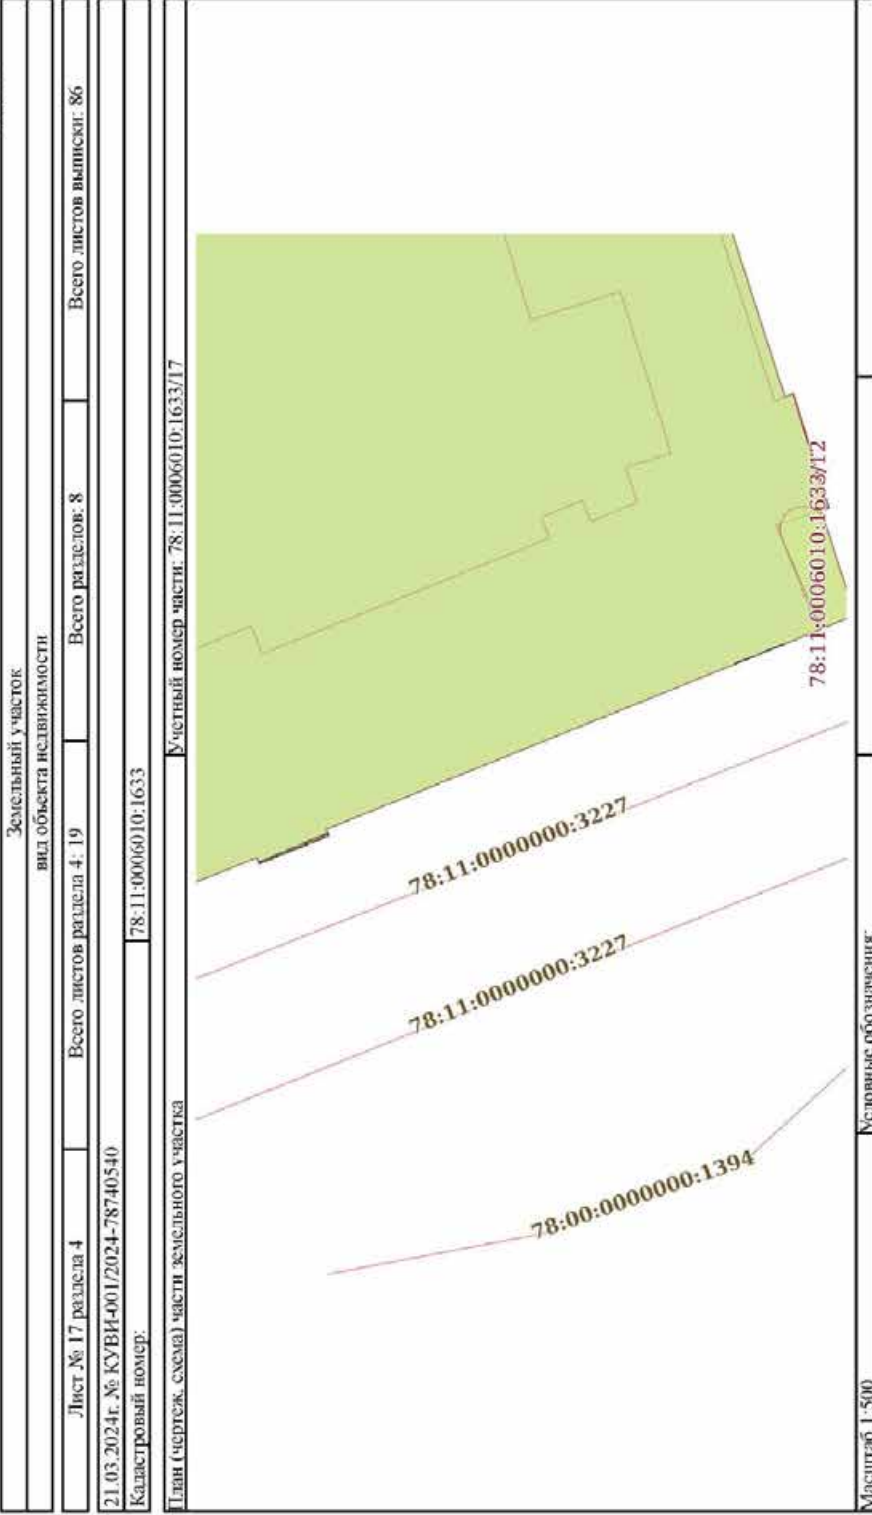 Земельный участок
вид объекта недвижимости
Лист № 17 раздела 4
Всего листов раздела 4: 19
Всего разделов: 8
Всего листов выписки: 86
21.03.2024г. № КУВИ-001/2024-78740540
Кадастровый номер:
78:11:0006010:1633
План (чертеж, схема) части земельного участка
Учетный номер части: 78:11:0006010:1633/17
78:00:0000000:1394
78:11:0000000:3227
78:11:0000000:3227
78:11:0006010:1633/12
Масштаб 1:500
Условные обозначения: